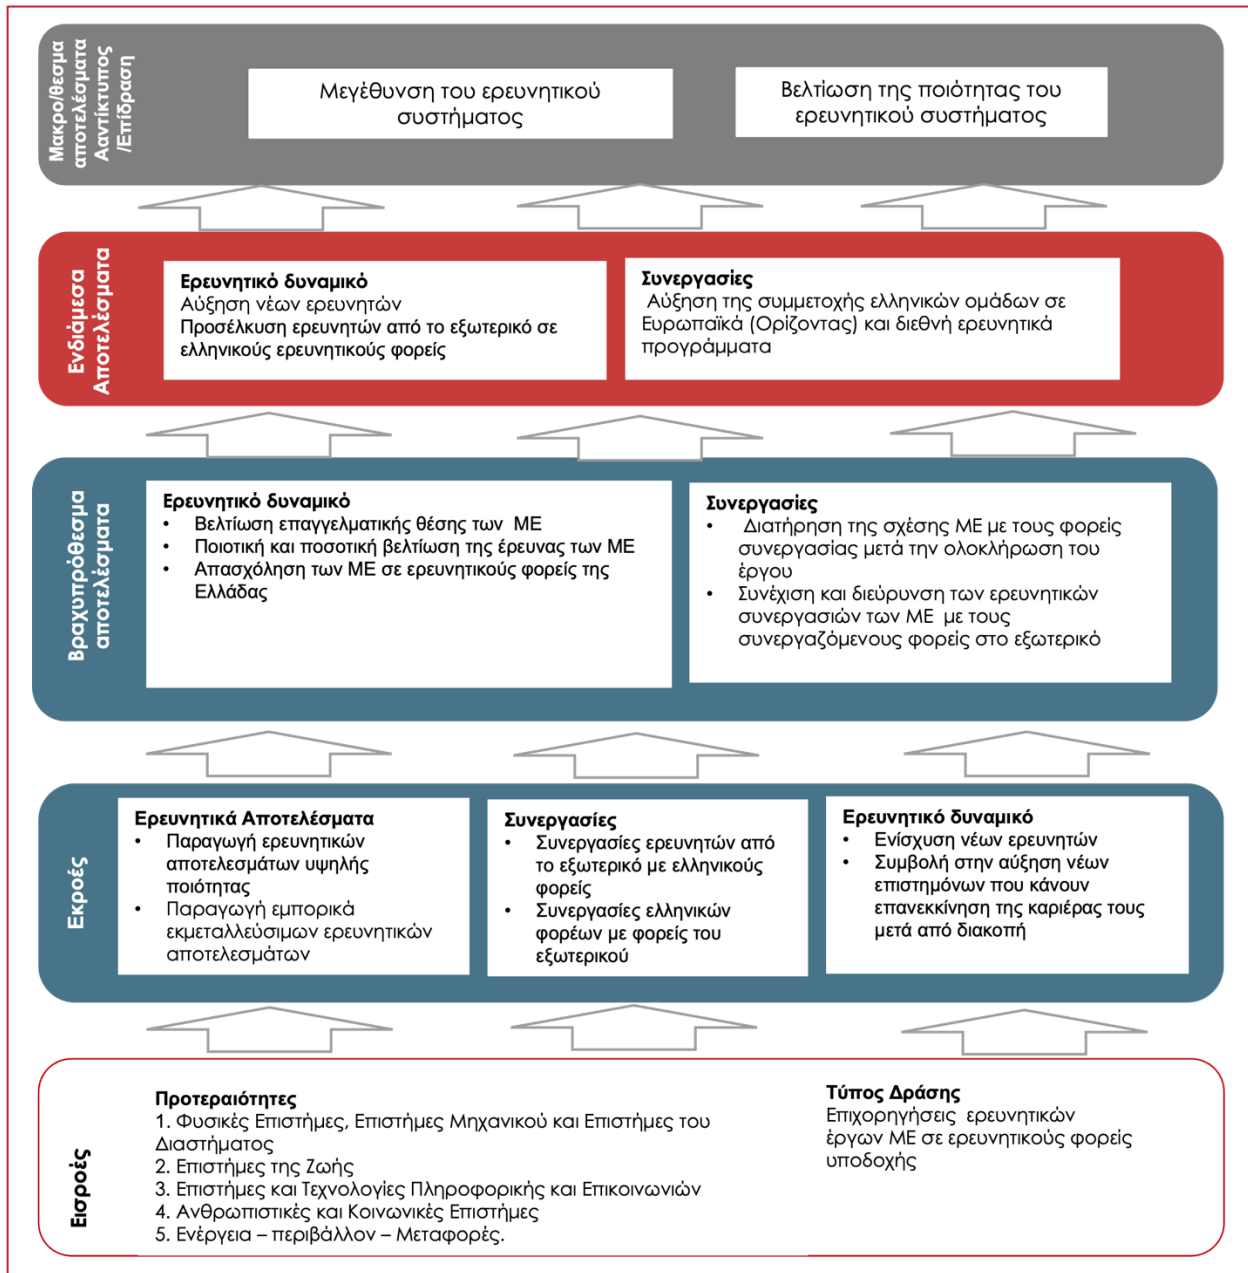 Μακρο/θεσμα
αποτελέσματα
Ααντίκτυπος
/Επίδραση
Μεγέθυνση του ερευνητικού
συστήματος
Βελτίωση της ποιότητας του
ερευνητικού συστήματος
Ενδιάμεσα
Αποτελέσματα
Ερευνητικό δυναμικό
Αύξηση νέων ερευνητών
Προσέλκυση ερευνητών από το εξωτερικό σε
ελληνικούς ερευνητικούς φορείς
Συνεργασίες
Αύξηση της συμμετοχής ελληνικών ομάδων σε
Ευρωπαϊκά (Ορίζοντας) και διεθνή ερευνητικά
προγράμματα
Βραχυπρόθεσμα
αποτελέσματα
Ερευνητικό δυναμικό
• Βελτίωση επαγγελματικής θέσης των ΜΕ
• Ποιοτική και ποσοτική βελτίωση της έρευνας των ΜΕ
• Απασχόληση των ΜΕ σε ερευνητικούς φορείς της
Ελλάδας
Συνεργασίες
• Διατήρηση της σχέσης ΜΕ με τους φορείς
συνεργασίας μετά την ολοκλήρωση του
έργου
• Συνέχιση και διεύρυνση των ερευνητικών
συνεργασιών των ΜΕ με τους
συνεργαζόμενους φορείς στο εξωτερικό
Εκροές
Ερευνητικά Αποτελέσματα
• Παραγωγή ερευνητικών
αποτελεσμάτων υψηλής
ποιότητας
• Παραγωγή εμπορικά
εκμεταλλεύσιμων ερευνητικών
αποτελεσμάτων
Συνεργασίες
• Συνεργασίες ερευνητών από
το εξωτερικό με ελληνικούς
φορείς
• Συνεργασίες ελληνικών
φορέων με φορείς του
εξωτερικού
Ερευνητικό δυναμικό
• Ενίσχυση νέων ερευνητών
• Συμβολή στην αύξηση νέων
επιστημόνων που κάνουν
επανεκκίνηση της καριέρας τους
μετά από διακοπή
Εισροές
Προτεραιότητες
1. Φυσικές Επιστήμες, Επιστήμες Μηχανικού και Επιστήμες του
Διαστήματος
2. Επιστήμες της Ζωής
3. Επιστήμες και Τεχνολογίες Πληροφορικής και Επικοινωνιών
4. Ανθρωπιστικές και Κοινωνικές Επιστήμες
5. Ενέργεια – περιβάλλον – Μεταφορές.
Τύπος Δράσης
Επιχορηγήσεις ερευνητικών
έργων ΜΕ σε ερευνητικούς φορείς
υποδοχής